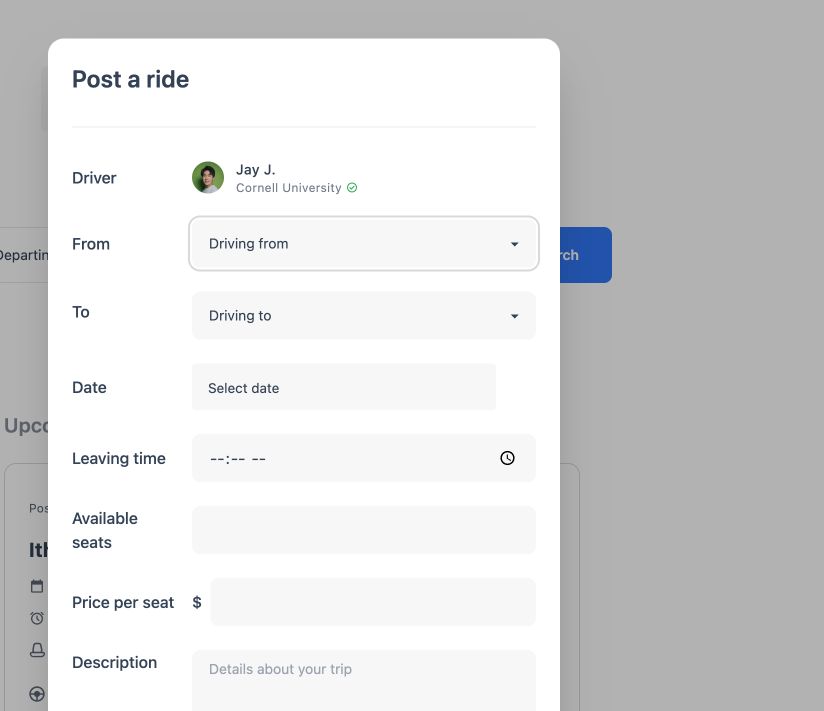 Post a ride
Driver
Jay J.
Cornell University
From
Driving from
Departin
rch
To
Driving to
Date
Select date
Upco
Leaving time
--:-- --
Pos
Available
seats
Ith
Price per seat
$
Description
Details about your trip